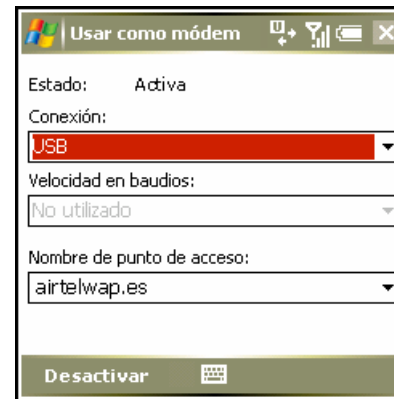 Usar como módem
Estado: Activa
Conexión:
USB
Velocidad en baudios:
No utilizado
Nombre de punto de acceso:
airtelwap.es
Desactivar